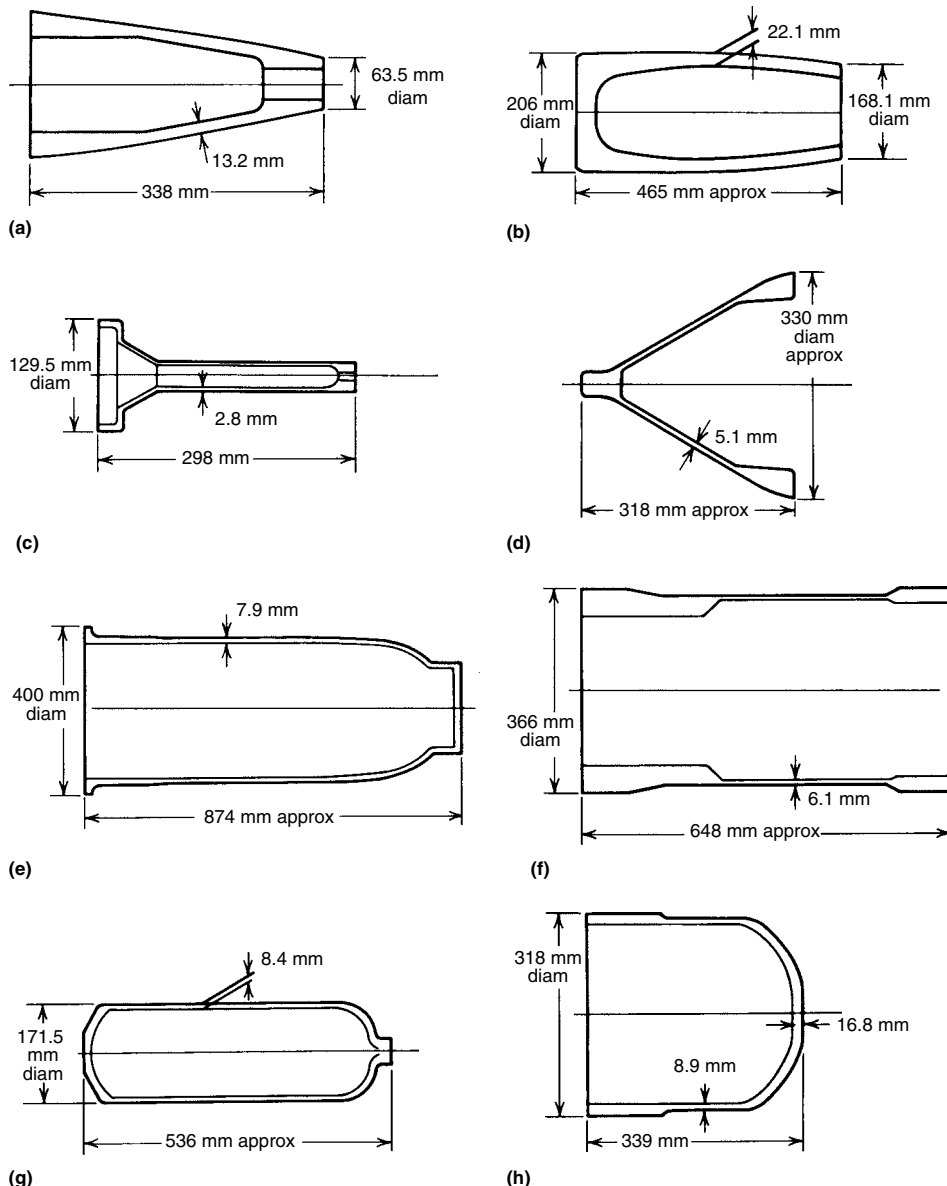 63.5 mm
diam
13.2 mm
338 mm
(a)
22.1 mm
206 mm
diam
168.1 mm
diam
465 mm approx
(b)
129.5 mm
diam
2.8 mm
298 mm
(c)
330 mm
diam
approx
5.1 mm
318 mm approx
(d)
7.9 mm
400 mm
diam
874 mm approx
(e)
366 mm
diam
6.1 mm
648 mm approx
(f)
8.4 mm
171.5
mm
diam
536 mm approx
(g)
318 mm
diam
16.8 mm
8.9 mm
339 mm
(h)